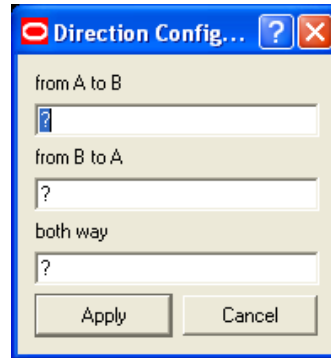 Direction Config...
from A to B
?
from B to A
?
both way
?
Apply Cancel